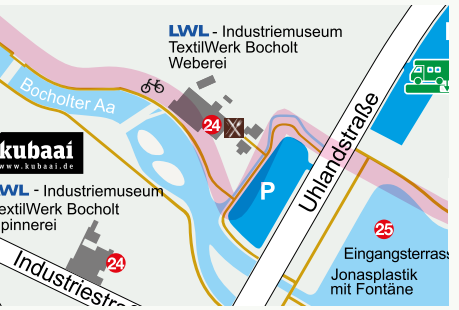 LWL - Industriemuseum
TextilWerk Bocholt
Weberei
Bocholter Aa
24
kubaai
www.kubaai.de
LWL - Industriemuseum
extilWerk Bocholt
pinnerei
24
Industriestra
P
Uhlandstraße
25
Eingangsterrass
Jonasplastik
mit Fontäne